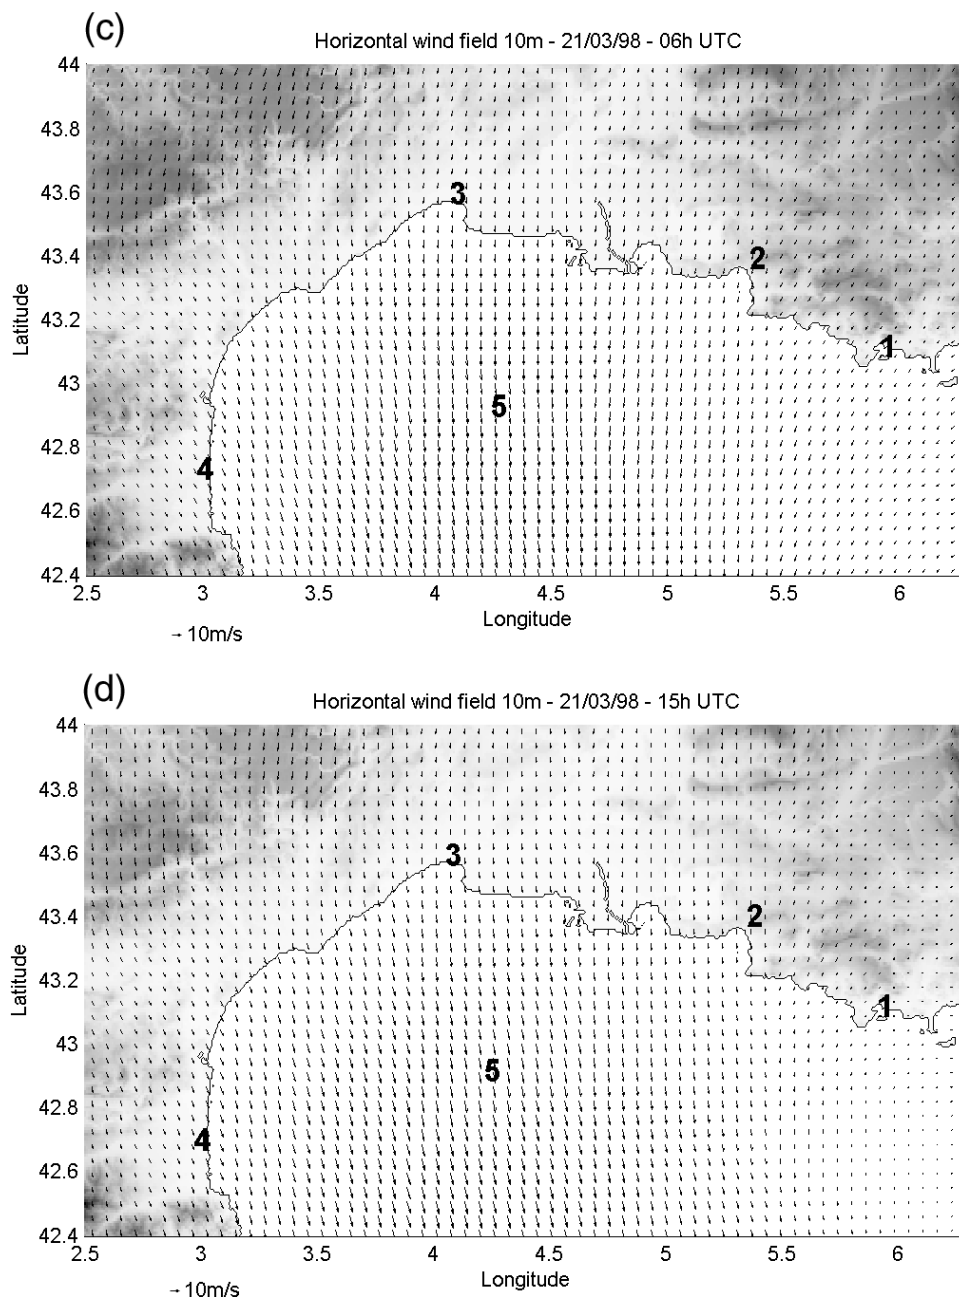 (c)
Horizontal wind field 10m - 21/03/98 - 06h UTC
44
43.8
43.6
43.4
43.2
43
42.8
42.6
42.4
Latitude
3
2
1
5
4
2.5 3 3.5 4 4.5 5 5.5 6
Longitude
10m/s
(d)
Horizontal wind field 10m - 21/03/98 - 15h UTC
44
43.8
43.6
43.4
43.2
43
42.8
42.6
42.4
Latitude
3
2
1
5
4
2.5 3 3.5 4 4.5 5 5.5 6
Longitude
10m/s